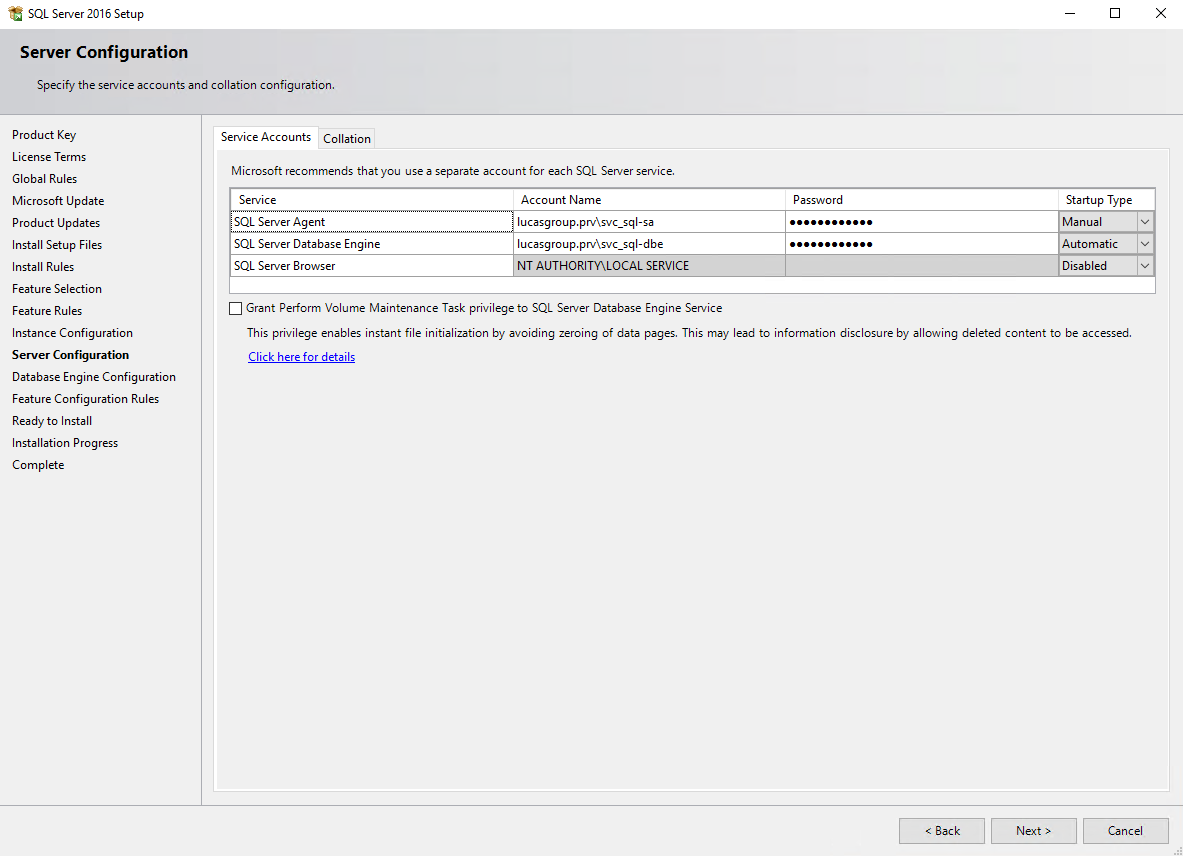 SQL Server 2016 Setup
Server Configuration
Specify the service accounts and collation configuration.
Product Key
License Terms
Global Rules
Microsoft Update
Product Updates
Install Setup Files
Install Rules
Feature Selection
Feature Rules
Instance Configuration
Server Configuration
Database Engine Configuration
Feature Configuration Rules
Ready to Install
Installation Progress
Complete
Service Accounts Collation
Microsoft recommends that you use a separate account for each SQL Server service.
Service Account Name Password Startup Type
SQL Server Agent lucasgroup.prv\svc_sql-sa ●●●●●●●●●●●● Manual
SQL Server Database Engine lucasgroup.prv\svc_sql-dbe ●●●●●●●●●●●● Automatic
SQL Server Browser NT AUTHORITY\LOCAL SERVICE Disabled
Grant Perform Volume Maintenance Task privilege to SQL Server Database Engine Service
This privilege enables instant file initialization by avoiding zeroing of data pages. This may lead to information disclosure by allowing deleted content to be accessed.
Click here for details
< Back Next > Cancel